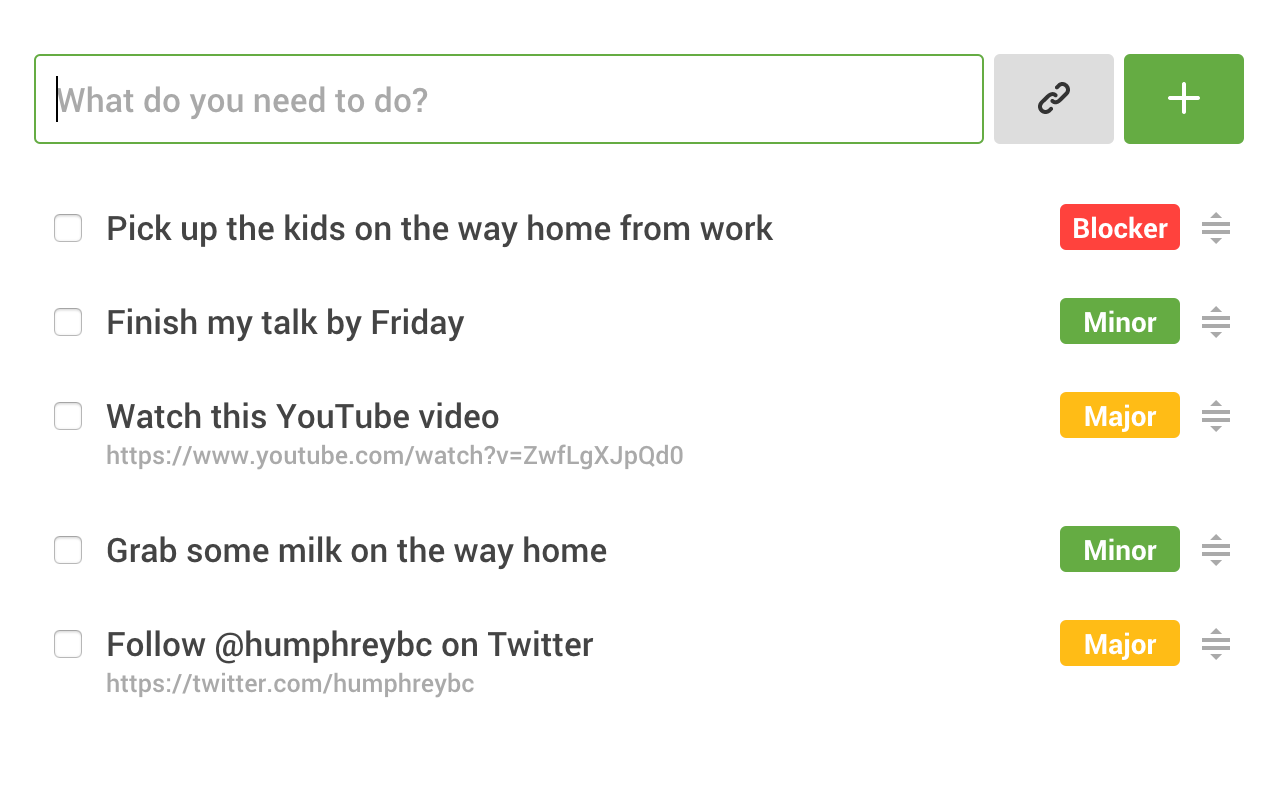 What do you need to do?
Pick up the kids on the way home from work
Blocker
Finish my talk by Friday
Minor
Watch this YouTube video
Major
https://www.youtube.com/watch?v=ZwfLgXJpQd0
Grab some milk on the way home
Minor
Follow @humphreybc on Twitter
Major
https://twitter.com/humphreybc